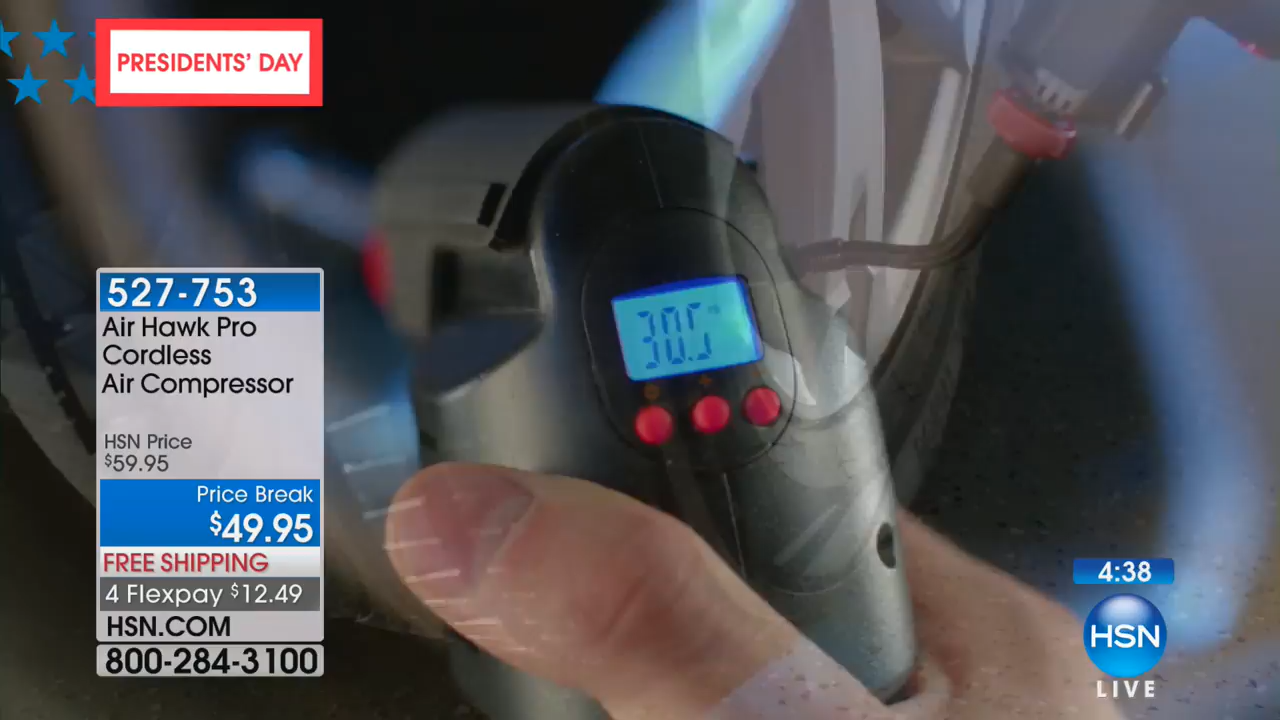 PRESIDENTS' DAY
527-753
Air Hawk Pro
Cordless
Air Compressor
HSN Price
$59.95
Price Break
$49.95
FREE SHIPPING
4 Flexpay $12.49
HSN.COM
800-284-3100
30.5
4:38
HSN
LIVE